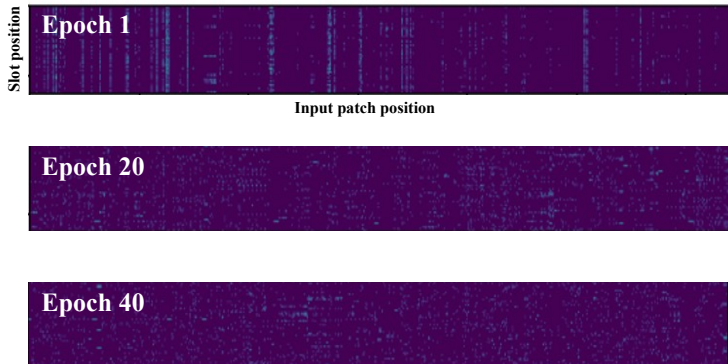 Epoch 1
Slot position
Input patch position
Epoch 20
Epoch 40